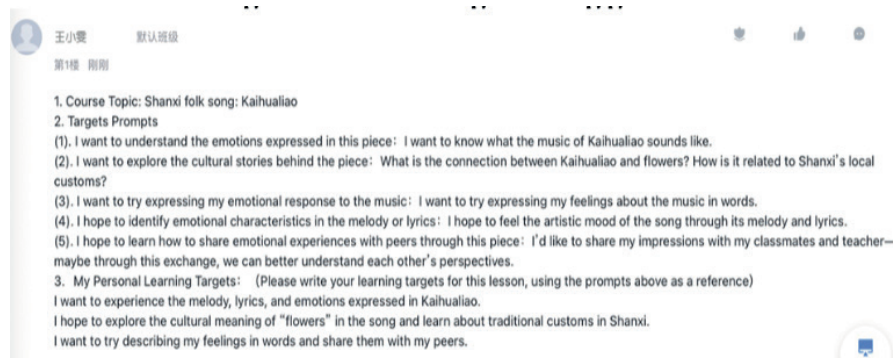 王小雯 默认班级
第1楼 刚刚
1. Course Topic: Shanxi folk song: Kaihualiao
2. Targets Prompts
(1). I want to understand the emotions expressed in this piece： I want to know what the music of Kaihualiao sounds like.
(2). I want to explore the cultural stories behind the piece： What is the connection between Kaihualiao and flowers? How is it related to Shanxi's local
customs?
(3). I want to try expressing my emotional response to the music： I want to try expressing my feelings about the music in words.
(4). I hope to identify emotional characteristics in the melody or lyrics： I hope to feel the artistic mood of the song through its melody and lyrics.
(5). I hope to learn how to share emotional experiences with peers through this piece： I'd like to share my impressions with my classmates and teacher—
maybe through this exchange, we can better understand each other's perspectives.
3. My Personal Learning Targets： （Please write your learning targets for this lesson, using the prompts above as a reference)
I want to experience the melody, lyrics, and emotions expressed in Kaihualiao.
I hope to explore the cultural meaning of "flowers" in the song and learn about traditional customs in Shanxi.
I want to try describing my feelings in words and share them with my peers.